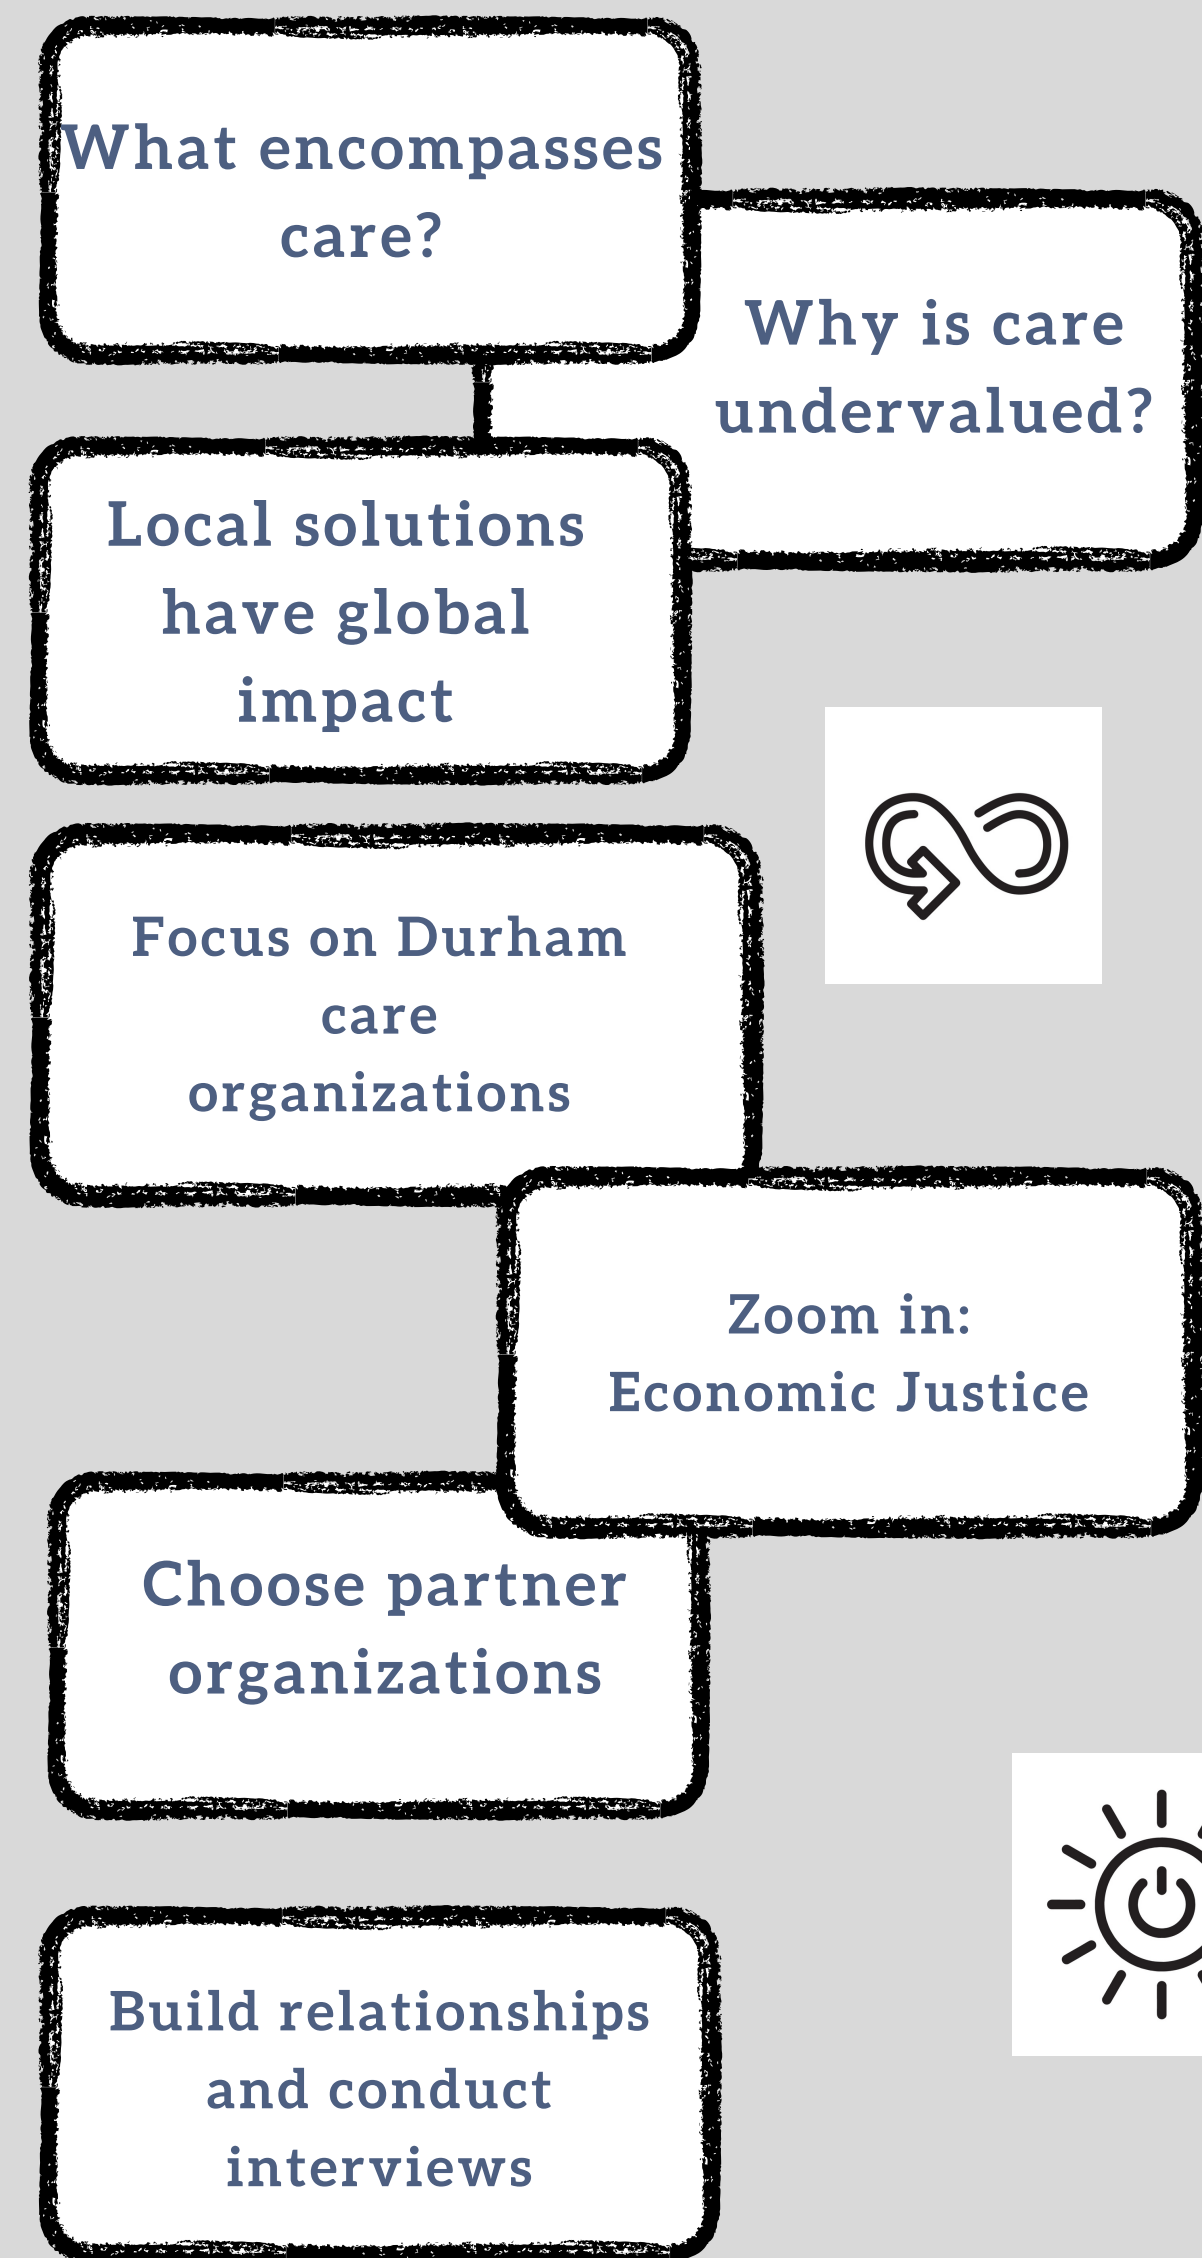 What encompasses
care?
Why is care
undervalued?
Local solutions
have global
impact
Focus on Durham
care
organizations
Zoom in:
Economic Justice
Choose partner
organizations
Build relationships
and conduct
interviews